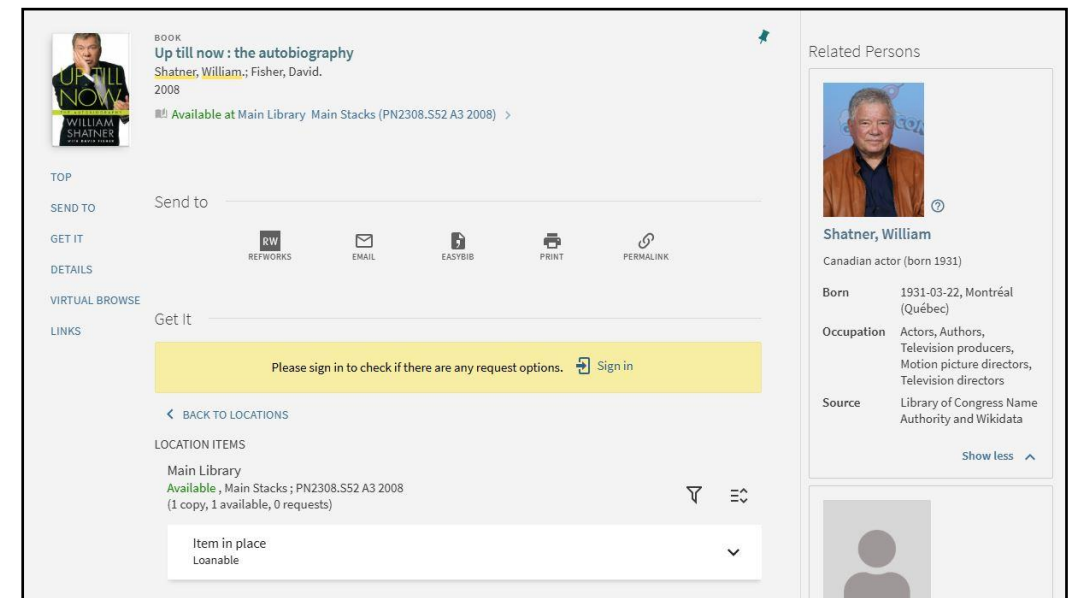 BOOK
Up till now : the autobiography
Shatner, William.; Fisher, David.
2008
Available at Main Library Main Stacks (PN2308.S52 A3 2008)
UP TILL
NOW
WILLIAM
SHATNER
TOP
SEND TO
GET IT
DETAILS
VIRTUAL BROWSE
LINKS
Send to
RW
REFWORKS
EMAIL
EASYBIB
PRINT
PERMALINK
Get It
Please sign in to check if there are any request options. Sign in
BACK TO LOCATIONS
LOCATION ITEMS
Main Library
Available , Main Stacks ; PN2308.S52 A3 2008
(1 copy, 1 available, 0 requests)
Item in place
Loanable
Related Persons
CON
Shatner, William
Canadian actor (born 1931)
Born 1931-03-22, Montréal
(Québec)
Occupation Actors, Authors,
Television producers,
Motion picture directors,
Television directors
Source Library of Congress Name
Authority and Wikidata
Show less